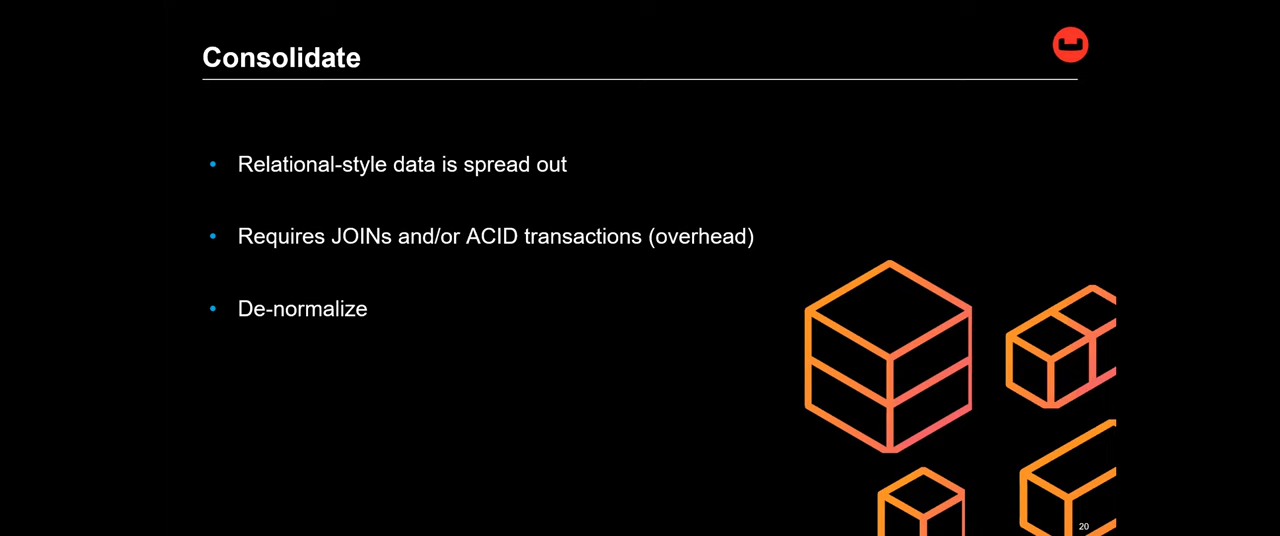 Consolidate
• Relational-style data is spread out
• Requires JOINs and/or ACID transactions (overhead)
• De-normalize
20